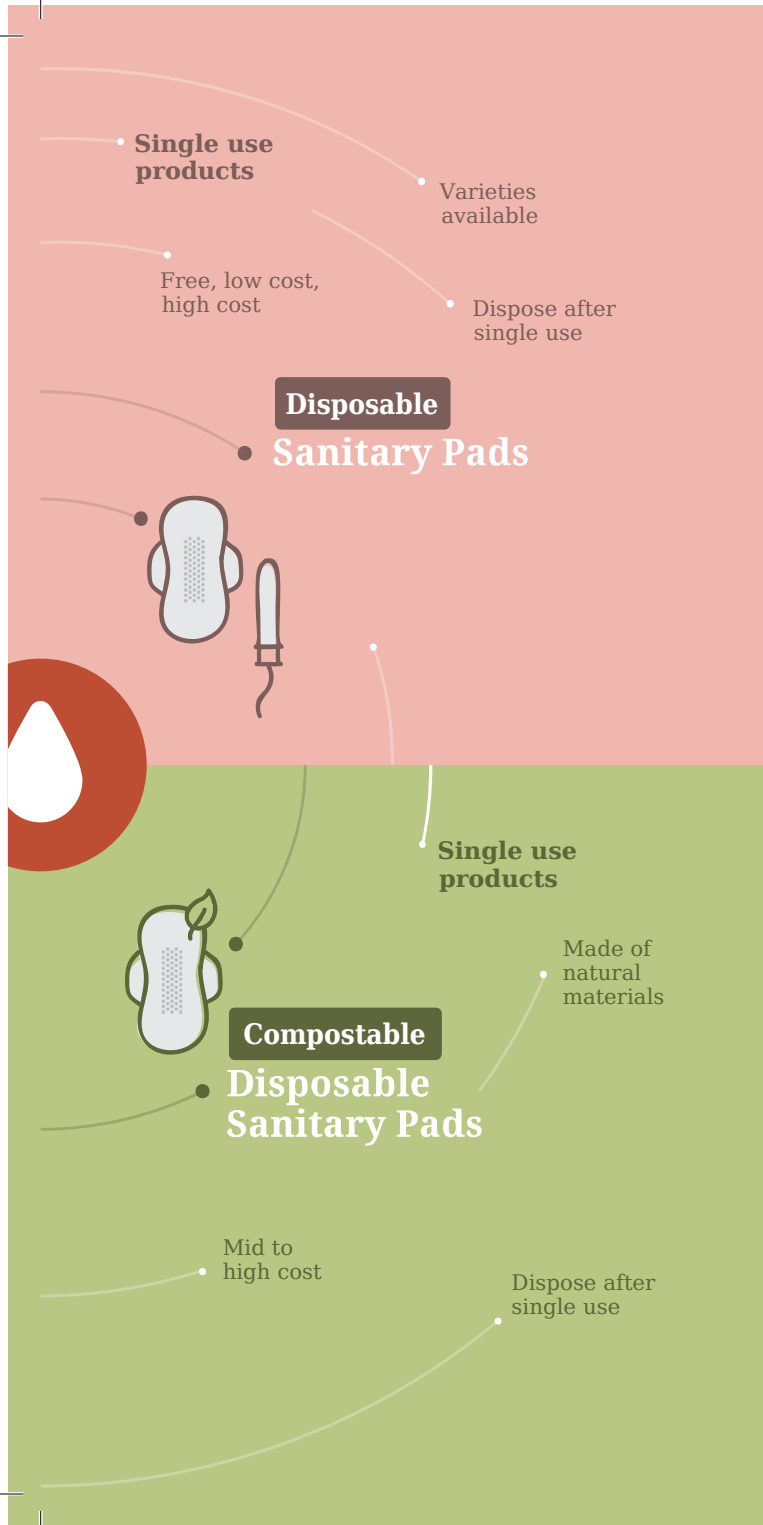 Single use
products
Varieties
available
Free, low cost,
high cost
Dispose after
single use
Disposable
Sanitary Pads
Single use
products
Made of
natural
materials
Compostable
Disposable
Sanitary Pads
Mid to
high cost
Dispose after
single use